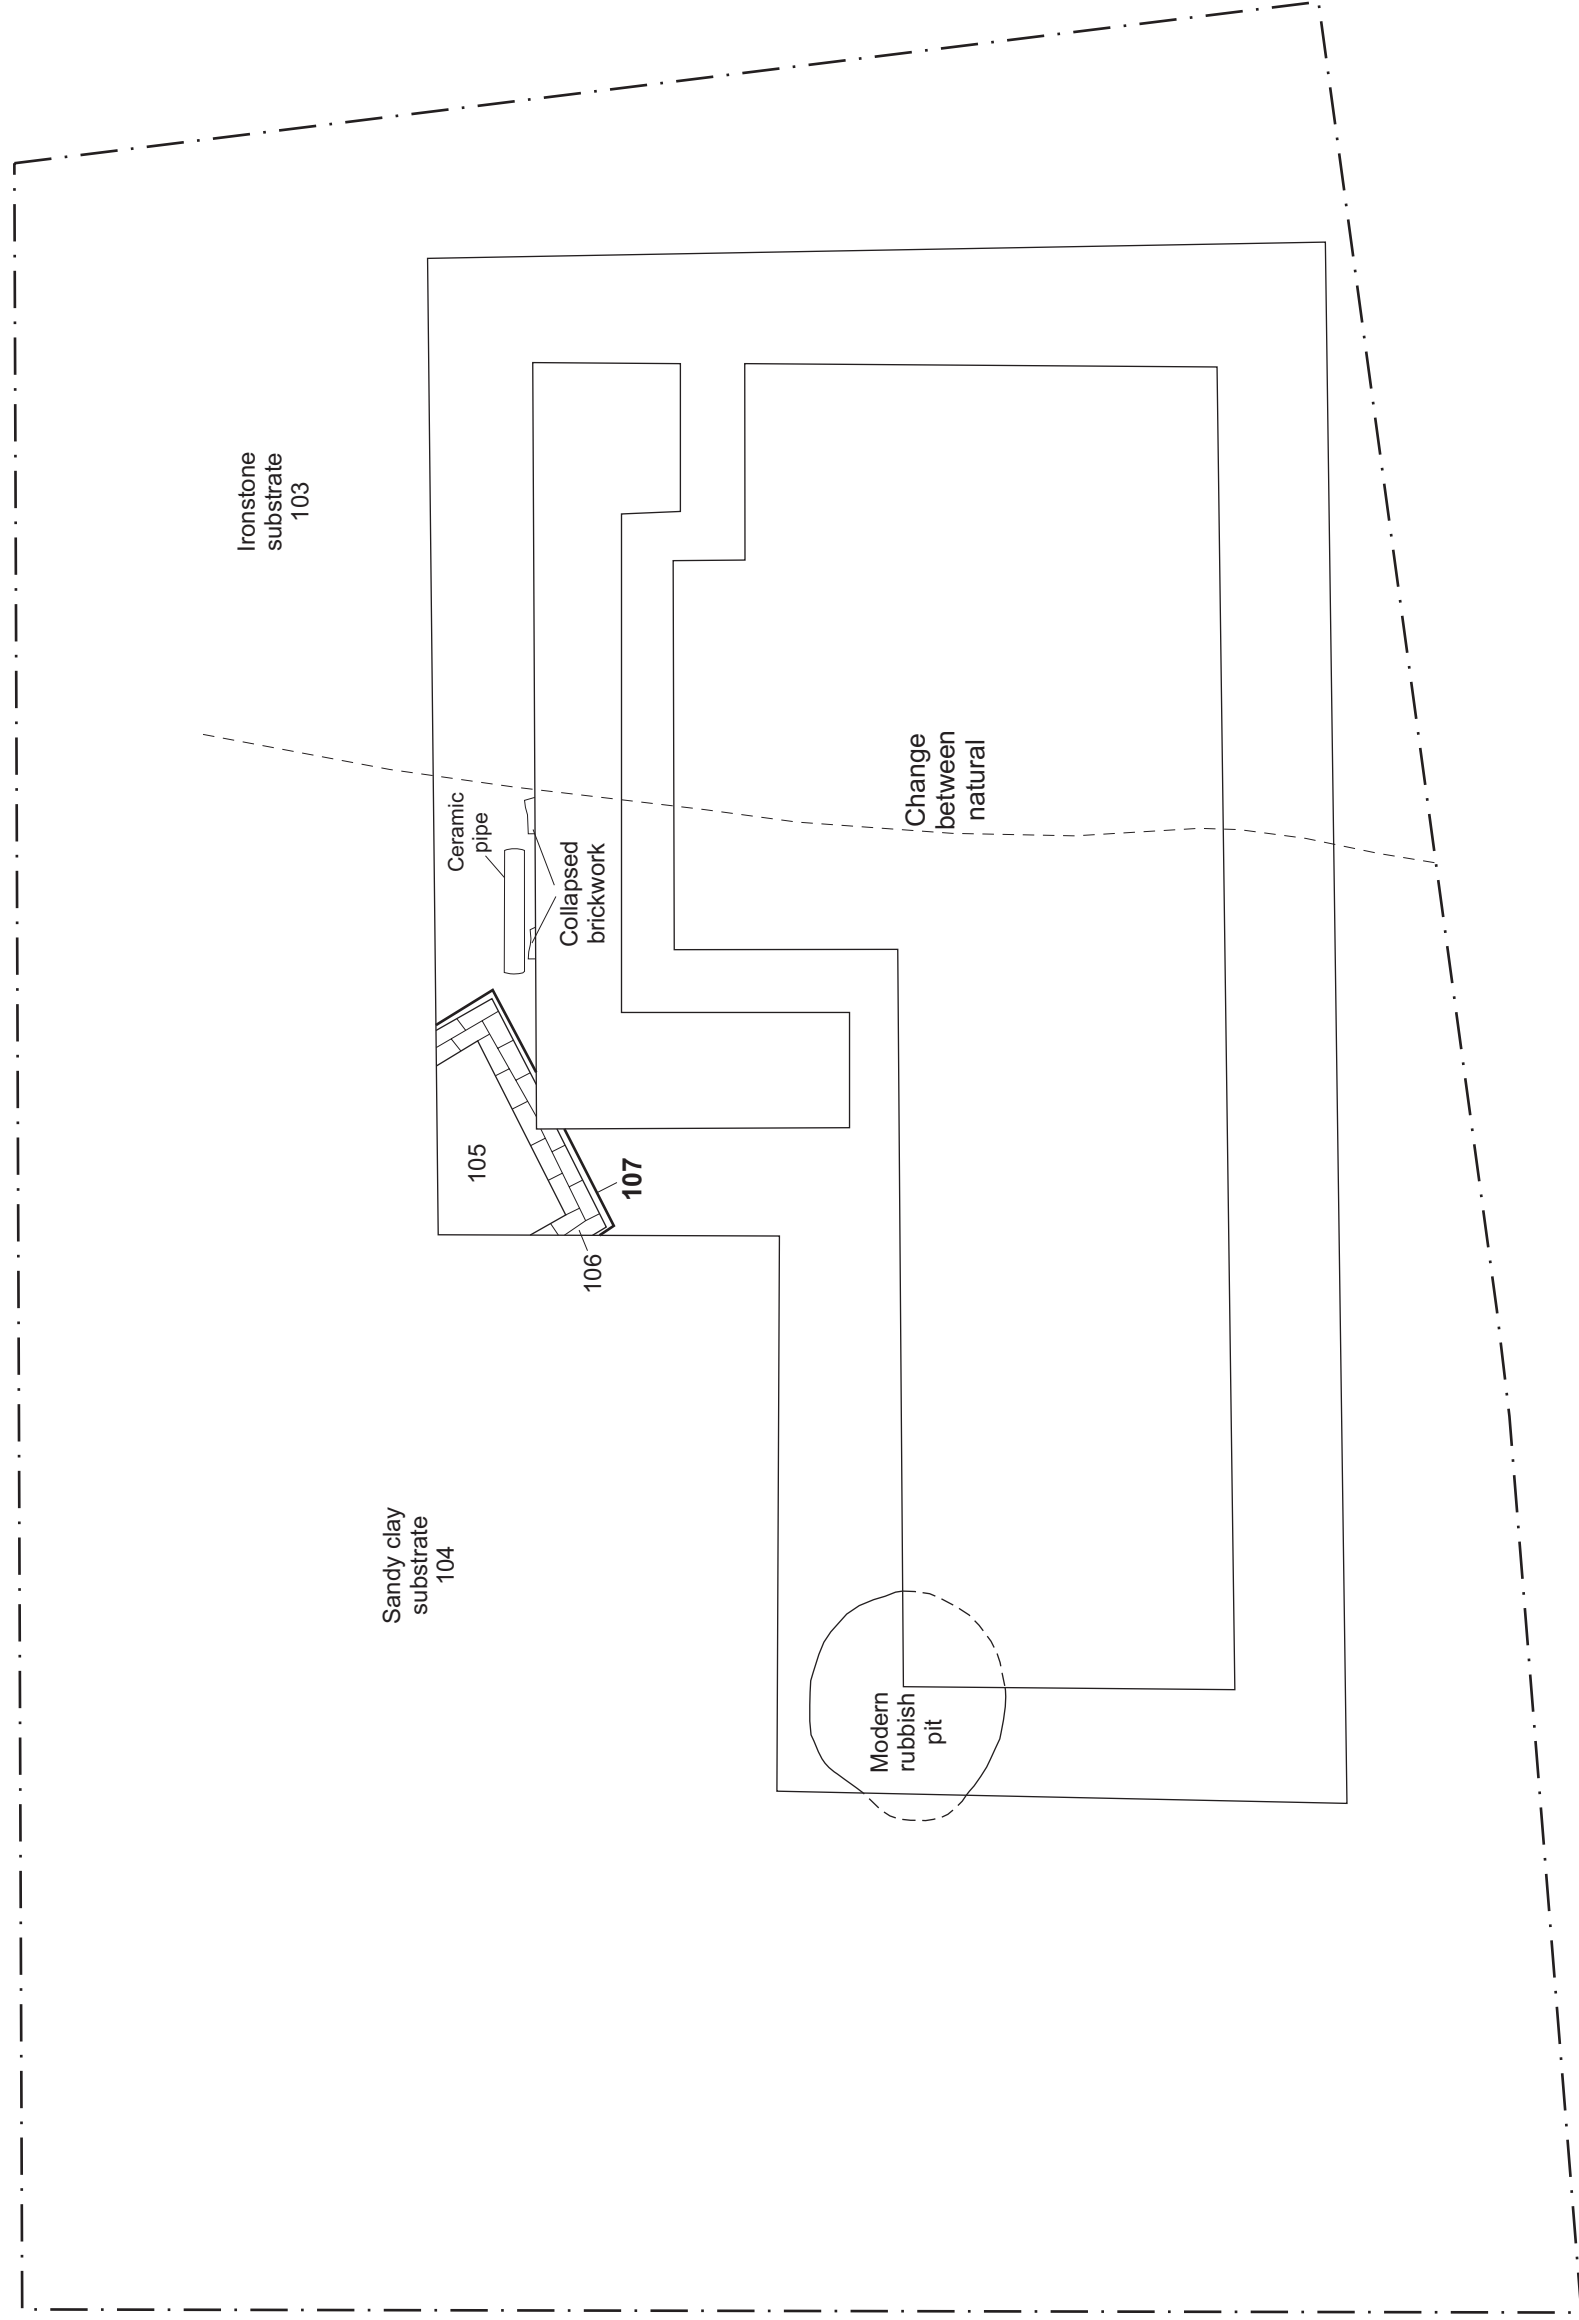 Ironstone
substrate
103
Ceramic
pipe
Collapsed
brickwork
Change
between
natural
105
107
106
Sandy clay
substrate
104
Modern
rubbish
pit